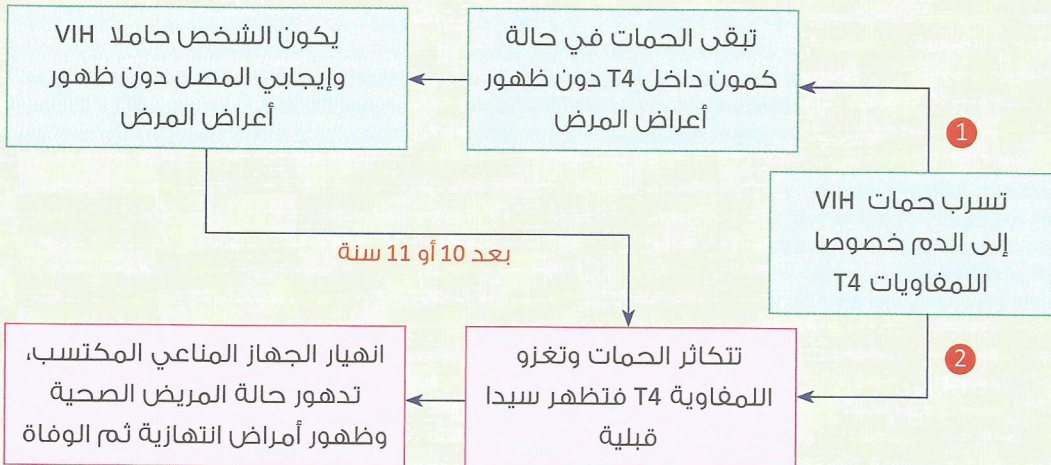 تسرب حمات VIH
إلى الدم خصوصا
اللمفاويات T4
1
تبقى الحمات في حالة
كمون داخل T4 دون ظهور
أعراض المرض
يكون الشخص حاملا VIH
وإيجابي المصل دون ظهور
أعراض المرض
بعد 10 أو 11 سنة
2
تتكاثر الحمات وتغزو
اللمفاوية T4 فتظهر سيدا
قبلية
انهيار الجهاز المناعي المكتسب،
تدهور حالة المريض الصحية
وظهور أمراض انتهازية ثم الوفاة